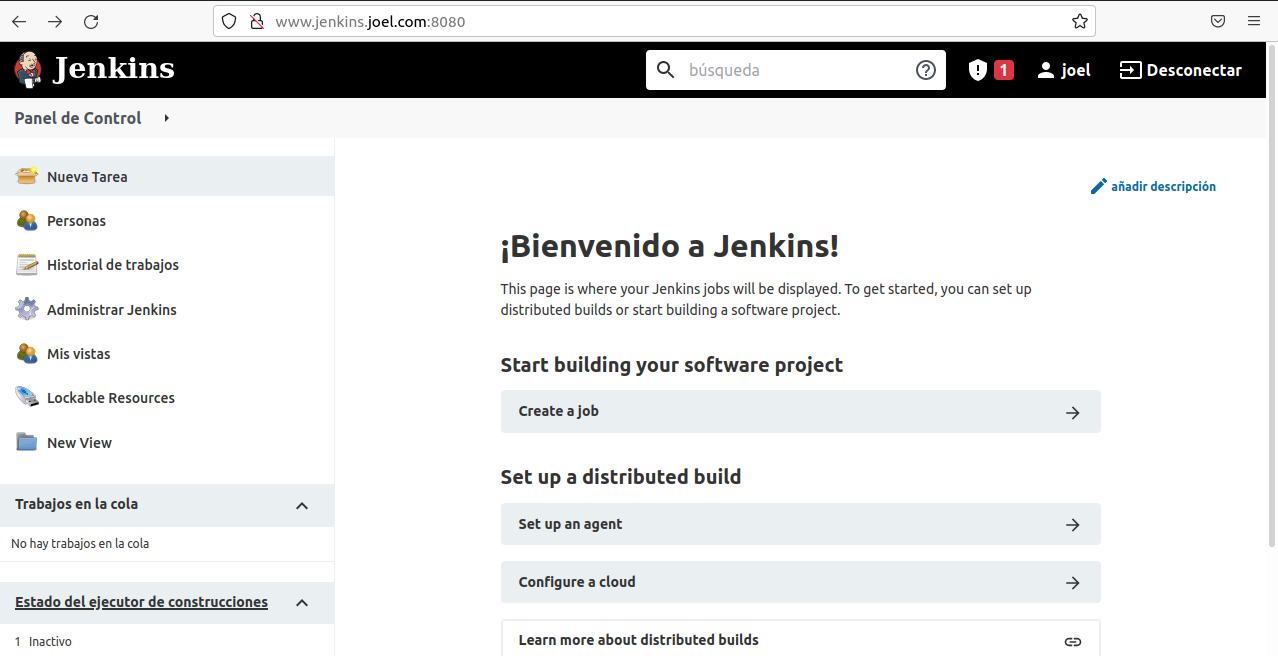 www.jenkins.joel.com:8080
Jenkins
búsqueda
1
joel
Desconectar
Panel de Control
Nueva Tarea
Personas
Historial de trabajos
Administrar Jenkins
Mis vistas
Lockable Resources
New View
Trabajos en la cola
No hay trabajos en la cola
Estado del ejecutor de construcciones
1 Inactivo
añadir descripción
¡Bienvenido a Jenkins!
This page is where your Jenkins jobs will be displayed. To get started, you can set up
distributed builds or start building a software project.
Start building your software project
Create a job
Set up a distributed build
Set up an agent
Configure a cloud
Learn more about distributed builds